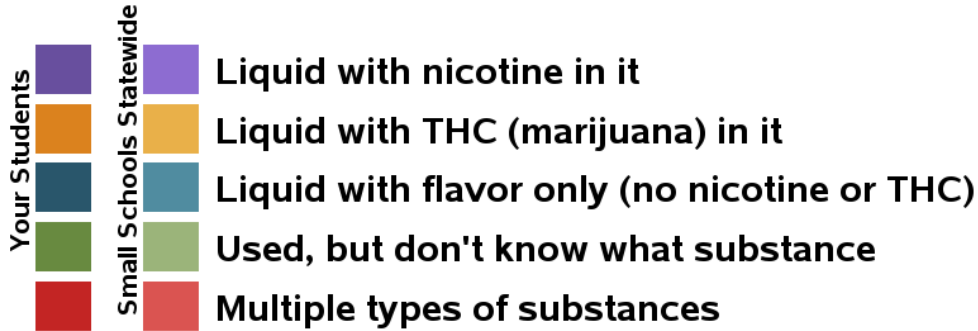 Your Students
Small Schools Statewide
Liquid with nicotine in it
Liquid with THC (marijuana) in it
Liquid with flavor only (no nicotine or THC)
Used, but don't know what substance
Multiple types of substances